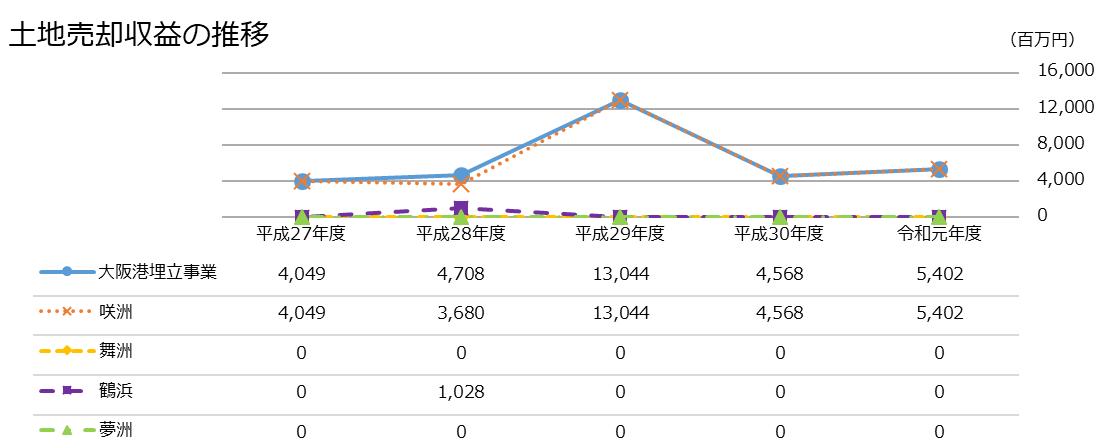 土地売却収益の推移
（百万円）
16,000
12,000
8,000
4,000
0
平成27年度 平成28年度 平成29年度 平成30年度 令和元年度
大阪港埋立事業 4,049 4,708 13,044 4,568 5,402
咲洲 4,049 3,680 13,044 4,568 5,402
舞洲 0 0 0 0 0
鶴浜 0 1,028 0 0 0
夢洲 0 0 0 0 0